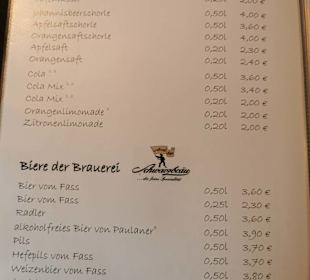 Johannisbeerschorle 0,50l 4,00 €
Apfelsaftschorle 0,50l 3,60 €
Orangensaftschorle 0,50l 4,00 €
Apfelsaft 0,20l 2,30 €
Orangensaft 0,20l 2,40 €
Cola 0,50l 3,60 €
Cola Mix 0,50l 3,40 €
Cola Mix 0,20l 2,00 €
Orangenlimonade 0,20l 2,00 €
Zitronenlimonade 0,20l 2,00 €
Biere der Brauerei Schwarzbräu
Bier vom Fass 0,50l 3,60 €
Bier vom Fass 0,25l 2,30 €
Radler 0,50l 3,60 €
alkoholfreies Bier von Paulaner 0,50l 3,90 €
Pils 0,50l 3,70 €
Hefepils vom Fass 0,50l 3,70 €
Weizenbier vom Fass 0,50l 3,80 €